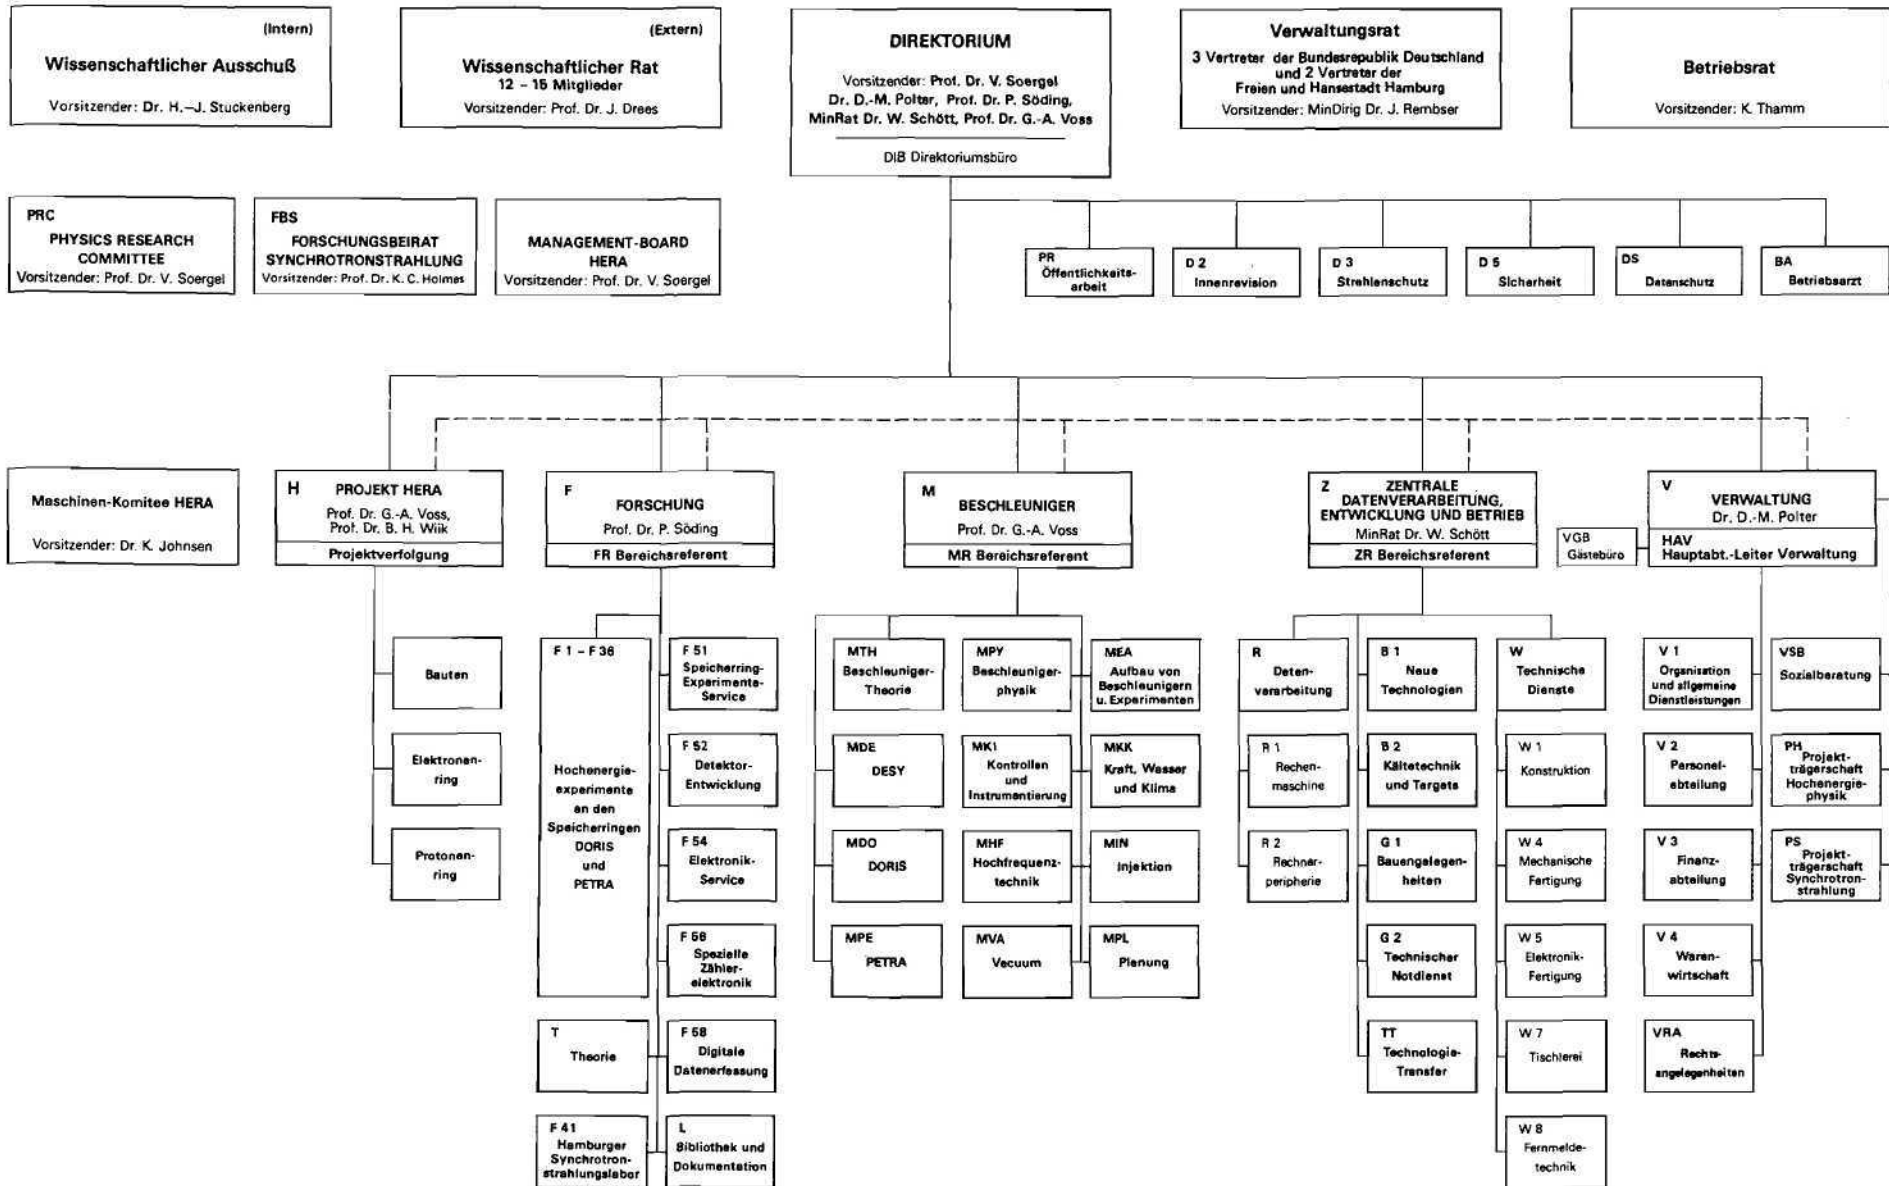 (Intern)
Wissenschaftlicher Ausschuß
Vorsitzender: Dr. H.–J. Stuckenberg
(Extern)
Wissenschaftlicher Rat
12 – 15 Mitglieder
Vorsitzender: Prof. Dr. J. Drees
DIREKTORIUM
Vorsitzender: Prof. Dr. V. Soergel
Dr. D.-M. Polter, Prof. Dr. P. Söding,
MinRat Dr. W. Schött, Prof. Dr. G.-A. Voss
DIB Direktoriumsbüro
Verwaltungsrat
3 Vertreter der Bundesrepublik Deutschland
und 2 Vertreter der
Freien und Hansestadt Hamburg
Vorsitzender: MinDirig Dr. J. Rembser
Betriebsrat
Vorsitzender: K. Thamm
PRC
PHYSICS RESEARCH
COMMITTEE
Vorsitzender: Prof. Dr. V. Soergel
FBS
FORSCHUNGSBEIRAT
SYNCHROTRONSTRAHLUNG
Vorsitzender: Prof. Dr. K. C. Holmes
MANAGEMENT-BOARD
HERA
Vorsitzender: Prof. Dr. V. Soergel
PR
Öffentlichkeits-
arbeit
D 2
Innenrevision
D 3
Strahlenschutz
D 5
Sicherheit
DS
Datenschutz
BA
Betriebsarzt
Maschinen-Komitee HERA
Vorsitzender: Dr. K. Johnsen
H
PROJEKT HERA
Prof. Dr. G.-A. Voss,
Prof. Dr. B. H. Wiik
Projektverfolgung
F
FORSCHUNG
Prof. Dr. P. Söding
FR Bereichsreferent
M
BESCHLEUNIGER
Prof. Dr. G.-A. Voss
MR Bereichsreferent
Z
ZENTRALE
DATENVERARBEITUNG,
ENTWICKLUNG UND BETRIEB
MinRat Dr. W. Schött
ZR Bereichsreferent
VGB
Gästebüro
V
VERWALTUNG
Dr. D.-M. Polter
HAV
Hauptabt.-Leiter Verwaltung
Bauten
Elektronen-
ring
Protonen-
ring
F 1 – F 36
Hochenergie-
experimente
an den
Speicherringen
DORIS
und
PETRA
T
Theorie
F 41
Hamburger
Synchrotron-
strahlungslabor
F 51
Speicherring-
Experimente-
Service
F 52
Detektor-
Entwicklung
F 54
Elektronik-
Service
F 56
Spezielle
Zähler-
elektronik
F 58
Digitale
Datenerfassung
L
Bibliothek und
Dokumentation
MTH
Beschleuniger-
Theorie
MDE
DESY
MDO
DORIS
MPE
PETRA
MPY
Beschleuniger-
physik
MKI
Kontrollen
und
Instrumentierung
MHF
Hochfrequenz-
technik
MVA
Vacuum
MEA
Aufbau von
Beschleunigern
u. Experimenten
MKK
Kraft, Wasser
und Klima
MIN
Injektion
MPL
Planung
R
Daten-
verarbeitung
R 1
Rechen-
maschine
R 2
Rechner-
peripherie
B 1
Neue
Technologien
B 2
Kältetechnik
und Targets
G 1
Bauangelegen-
heiten
G 2
Technischer
Notdienst
TT
Technologie-
Transfer
W
Technische
Dienste
W 1
Konstruktion
W 4
Mechanische
Fertigung
W 5
Elektronik-
Fertigung
W 7
Tischlerei
W 8
Fernmelde-
technik
V 1
Organisation
und allgemeine
Dienstleistungen
V 2
Personal-
abteilung
V 3
Finanz-
abteilung
V 4
Waren-
wirtschaft
VRA
Rechts-
angelegenheiten
VSB
Sozialberatung
PH
Projekt-
trägerschaft
Hochenergie-
physik
PS
Projekt-
trägerschaft
Synchrotron-
strahlung